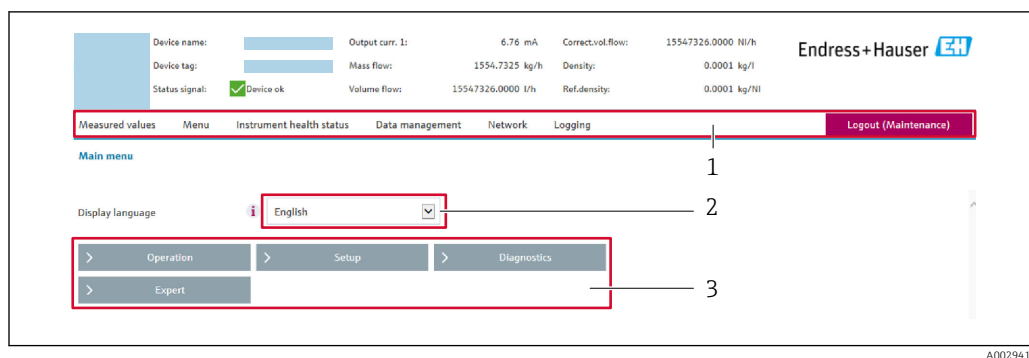 Device name: Output curr. 1: 6.76 mA Correct.vol.flow: 15547326.0000 Nl/h
Endress+Hauser EH
Device tag: Mass flow: 1554.7325 kg/h Density: 0.0001 kg/l
Status signal: Device ok Volume flow: 15547326.0000 l/h Ref.density: 0.0001 kg/Nl
Measured values Menu Instrument health status Data management Network Logging Logout (Maintenance)
1
Main menu
Display language i English 2
> Operation > Setup > Diagnostics
> Expert 3
A002941